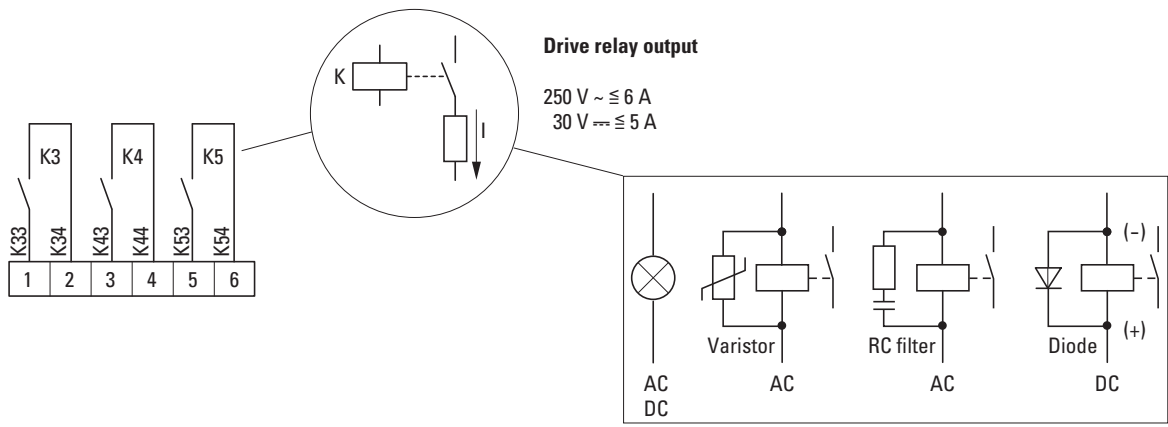 Drive relay output
K
250 V ~ ≦ 6 A
30 V ⎓ ≦ 5 A
I
K3 K4 K5
K33 K34 K43 K44 K53 K54
1 2 3 4 5 6
(–)
(+)
Varistor RC filter Diode
AC AC AC DC
DC